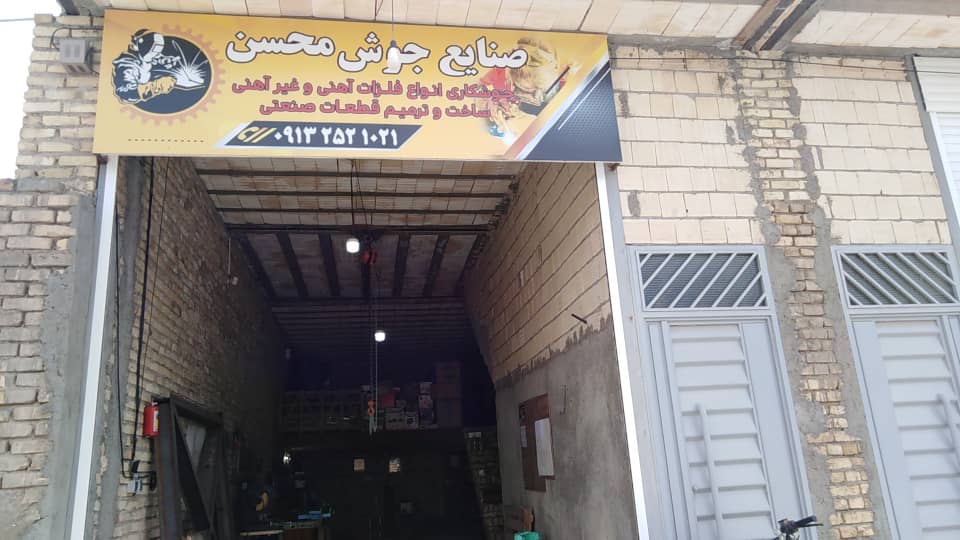 صنایع جوش محسن
جوشکاری انواع فلزات آهنی و غیر آهنی
ساخت و ترمیم قطعات صنعتی
۰۹۱۳ ۲۵۲ ۱۰۲۱